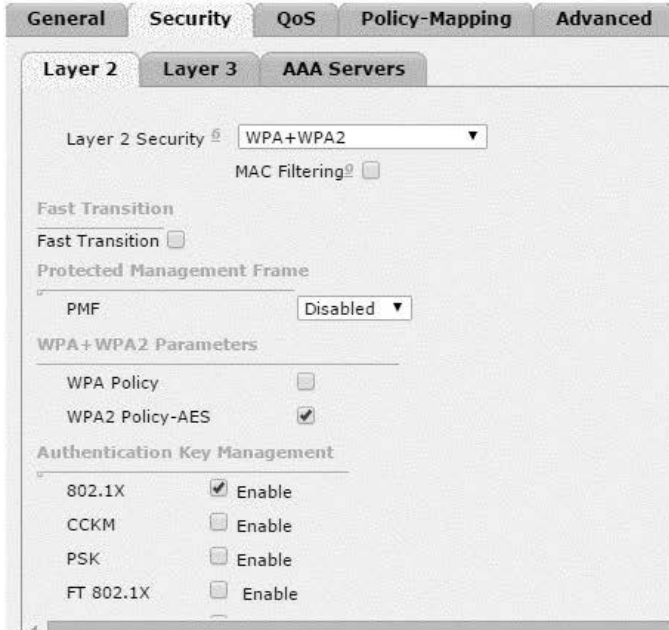 General Security QoS Policy-Mapping Advanced
Layer 2 Layer 3 AAA Servers
Layer 2 Security 6 WPA+WPA2
MAC Filtering 9
Fast Transition
Fast Transition
Protected Management Frame
PMF Disabled
WPA+WPA2 Parameters
WPA Policy
WPA2 Policy-AES
Authentication Key Management
802.1X Enable
CCKM Enable
PSK Enable
FT 802.1X Enable